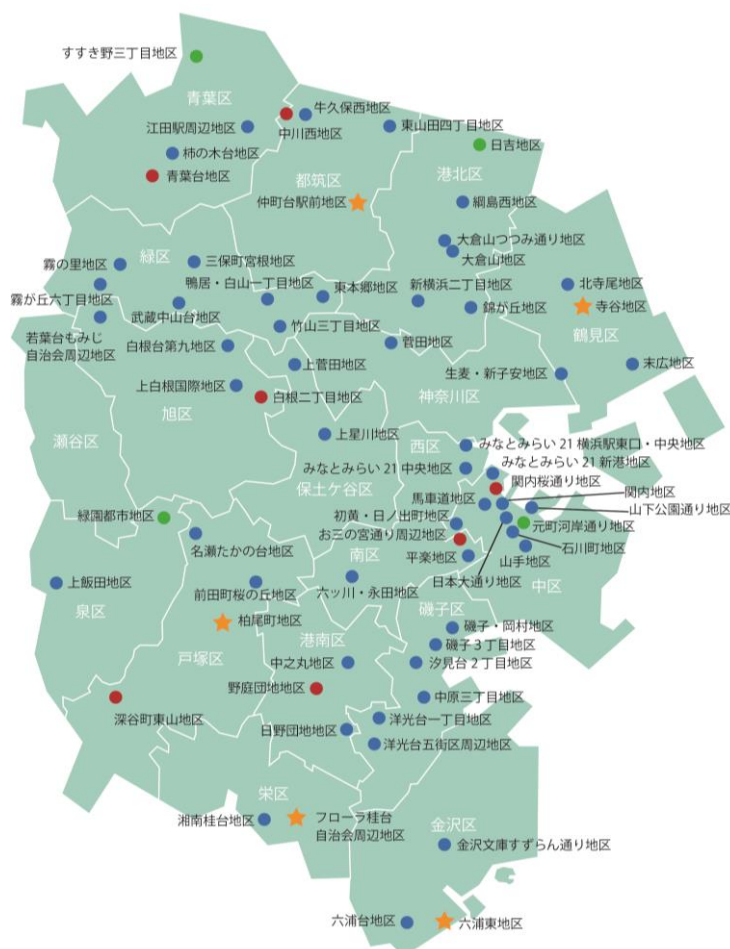 すすき野三丁目地区
青葉区
牛久保西地区
江田駅周辺地区
中川西地区
東山田四丁目地区
日吉地区
柿の木台地区
港北区
青葉台地区
都筑区
仲町台駅前地区
綱島西地区
緑区
大倉山つつみ通り地区
霧の里地区
三保町宮根地区
大倉山地区
鴨居・白山一丁目地区
東本郷地区
新横浜二丁目地区
北寺尾地区
霧が丘六丁目地区
武蔵中山台地区
錦が丘地区
寺谷地区
若葉台もみじ
自治会周辺地区
竹山三丁目地区
鶴見区
白根台第九地区
菅田地区
上菅田地区
生麦・新子安地区
末広地区
上白根国際地区
白根二丁目地区
神奈川区
旭区
瀬谷区
上星川地区
西区
みなとみらい 21 横浜駅東口・中央地区
みなとみらい 21 中央地区
みなとみらい 21 新港地区
関内桜通り地区
保土ケ谷区
馬車道地区
関内地区
山下公園通り地区
緑園都市地区
初黄・日ノ出町地区
元町河岸通り地区
お三の宮通り周辺地区
石川町地区
名瀬たかの台地区
南区
平楽地区
山手地区
日本大通り地区
中区
上飯田地区
前田町桜の丘地区
六ッ川・永田地区
泉区
磯子区
柏尾町地区
磯子・岡村地区
港南区
磯子 3 丁目地区
戸塚区
中之丸地区
汐見台 2 丁目地区
野庭団地地区
中原三丁目地区
深谷町東山地区
洋光台一丁目地区
日野団地地区
洋光台五街区周辺地区
栄区
湘南桂台地区
フローラ桂台
自治会周辺地区
金沢区
金沢文庫すずらん通り地区
六浦台地区
六浦東地区